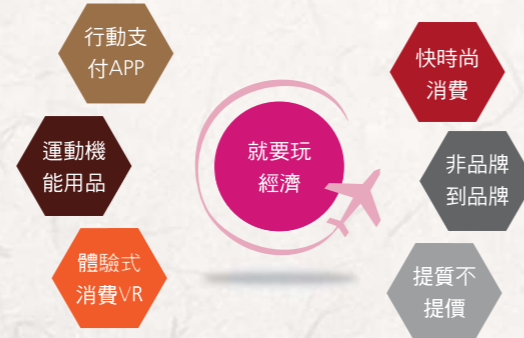 行動支
付APP
運動機
能用品
體驗式
消費VR
就要玩
經濟
快時尚
消費
非品牌
到品牌
提質不
提價